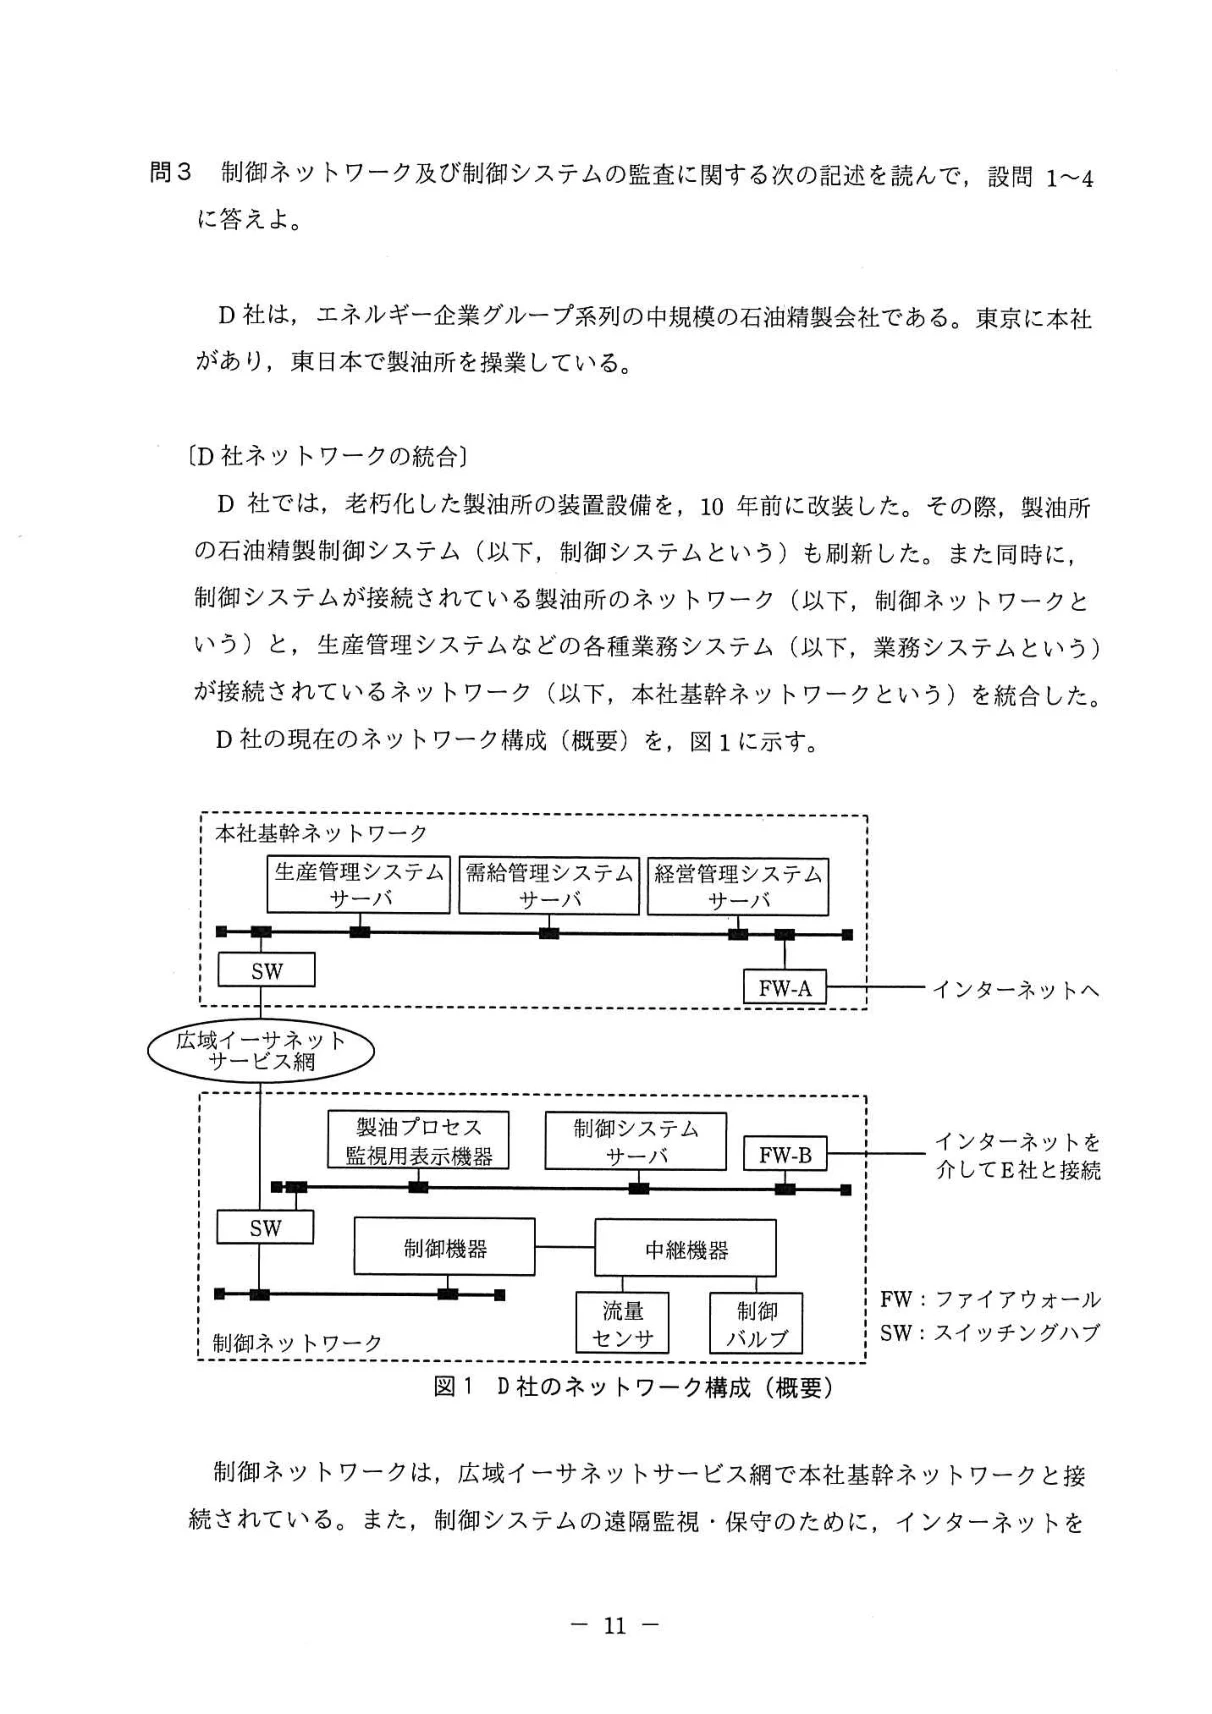 問3 制御ネットワーク及び制御システムの監査に関する次の記述を読んで，設問 1～4
に答えよ。
D 社は，エネルギー企業グループ系列の中規模の石油精製会社である。東京に本社
があり，東日本で製油所を操業している。
〔D 社ネットワークの統合〕
D 社では，老朽化した製油所の装置設備を，10 年前に改装した。その際，製油所
の石油精製制御システム（以下，制御システムという）も刷新した。また同時に，
制御システムが接続されている製油所のネットワーク（以下，制御ネットワークと
いう）と，生産管理システムなどの各種業務システム（以下，業務システムという）
が接続されているネットワーク（以下，本社基幹ネットワークという）を統合した。
D 社の現在のネットワーク構成（概要）を，図 1 に示す。
本社基幹ネットワーク
生産管理システム
サーバ
需給管理システム
サーバ
経営管理システム
サーバ
SW
FW-A
インターネットへ
広域イーサネット
サービス網
製油プロセス
監視用表示機器
制御システム
サーバ
FW-B
インターネットを
介してE社と接続
SW
制御機器
中継機器
流量
センサ
制御
バルブ
制御ネットワーク
FW：ファイアウォール
SW：スイッチングハブ
図1 D 社のネットワーク構成（概要）
制御ネットワークは，広域イーサネットサービス網で本社基幹ネットワークと接
続されている。また，制御システムの遠隔監視・保守のために，インターネットを
－ 11 －